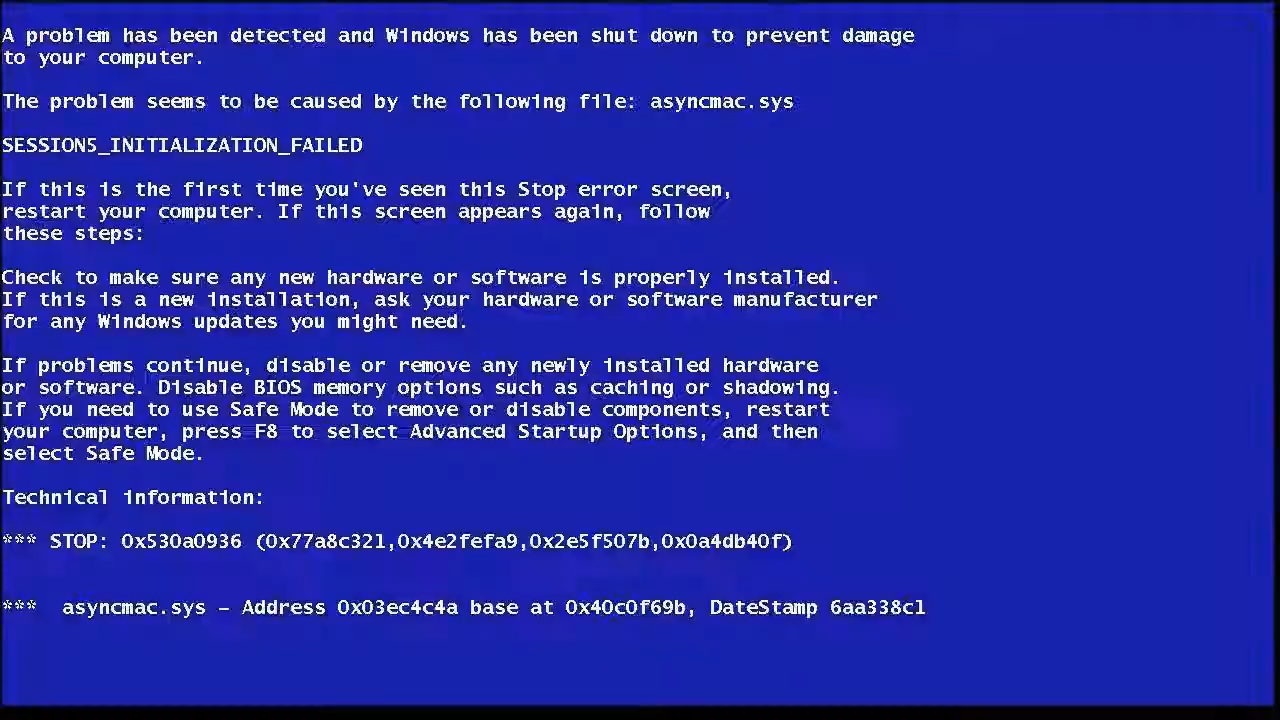 A problem has been detected and Windows has been shut down to prevent damage
to your computer.
The problem seems to be caused by the following file: asyncmac.sys
SESSION5_INITIALIZATION_FAILED
If this is the first time you've seen this Stop error screen,
restart your computer. If this screen appears again, follow
these steps:
Check to make sure any new hardware or software is properly installed.
If this is a new installation, ask your hardware or software manufacturer
for any Windows updates you might need.
If problems continue, disable or remove any newly installed hardware
or software. Disable BIOS memory options such as caching or shadowing.
If you need to use Safe Mode to remove or disable components, restart
your computer, press F8 to select Advanced Startup Options, and then
select Safe Mode.
Technical information:
*** STOP: 0x530a0936 (0x77a8c321,0x4e2fefa9,0x2e5f507b,0x0a4db40f)
***  asyncmac.sys – Address 0x03ec4c4a base at 0x40c0f69b, DateStamp 6aa338c1